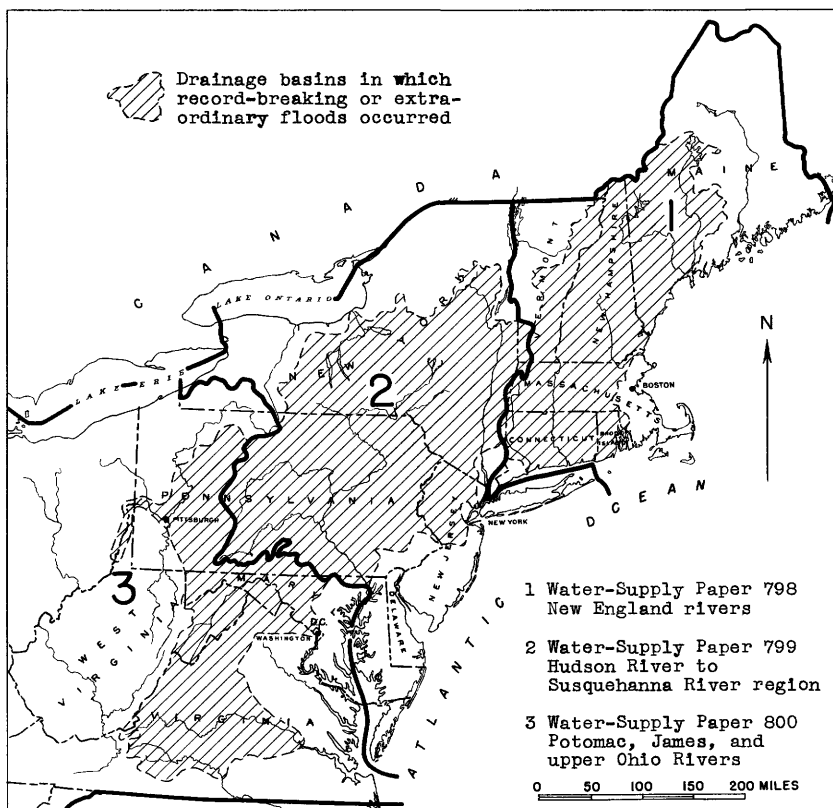 Drainage basins in which
record-breaking or extra-
ordinary floods occurred
CANADA
MAINE
1
VERMONT
NEW HAMPSHIRE
LAKE ONTARIO
NEW YORK
N
LAKE ERIE
2
MASSACHUSETTS
BOSTON
CONNECTICUT
RHODE ISLAND
PENNSYLVANIA
PITTSBURGH
NEW YORK
NEW JERSEY
ATLANTIC OCEAN
3
MARYLAND
DELAWARE
WEST VIRGINIA
WASHINGTON
D.C.
VIRGINIA
1 Water-Supply Paper 798
New England rivers
2 Water-Supply Paper 799
Hudson River to
Susquehanna River region
3 Water-Supply Paper 800
Potomac, James, and
upper Ohio Rivers
0 50 100 150 200 MILES